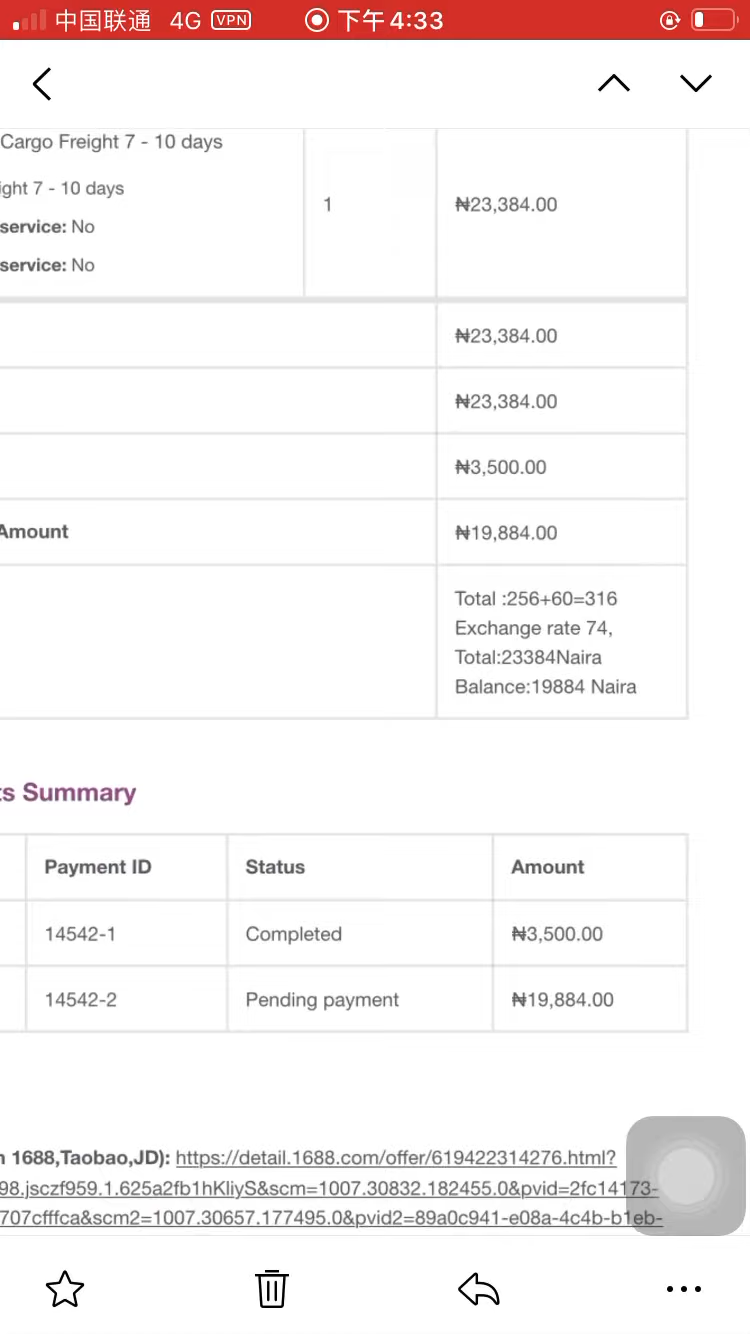 中国联通 4G VPN 下午4:33
Cargo Freight 7 - 10 days
ight 7 - 10 days
service: No
service: No
1
₦23,384.00
₦23,384.00
₦23,384.00
₦3,500.00
Amount
₦19,884.00
Total :256+60=316
Exchange rate 74,
Total:23384Naira
Balance:19884 Naira
ts Summary
Payment ID Status Amount
14542-1 Completed ₦3,500.00
14542-2 Pending payment ₦19,884.00
n 1688,Taobao,JD): https://detail.1688.com/offer/619422314276.html?
98.jsczf959.1.625a2fb1hKliyS&scm=1007.30832.182455.0&pvid=2fc14173-
707cfffca&scm2=1007.30657.177495.0&pvid2=89a0c941-e08a-4c4b-b1eb-